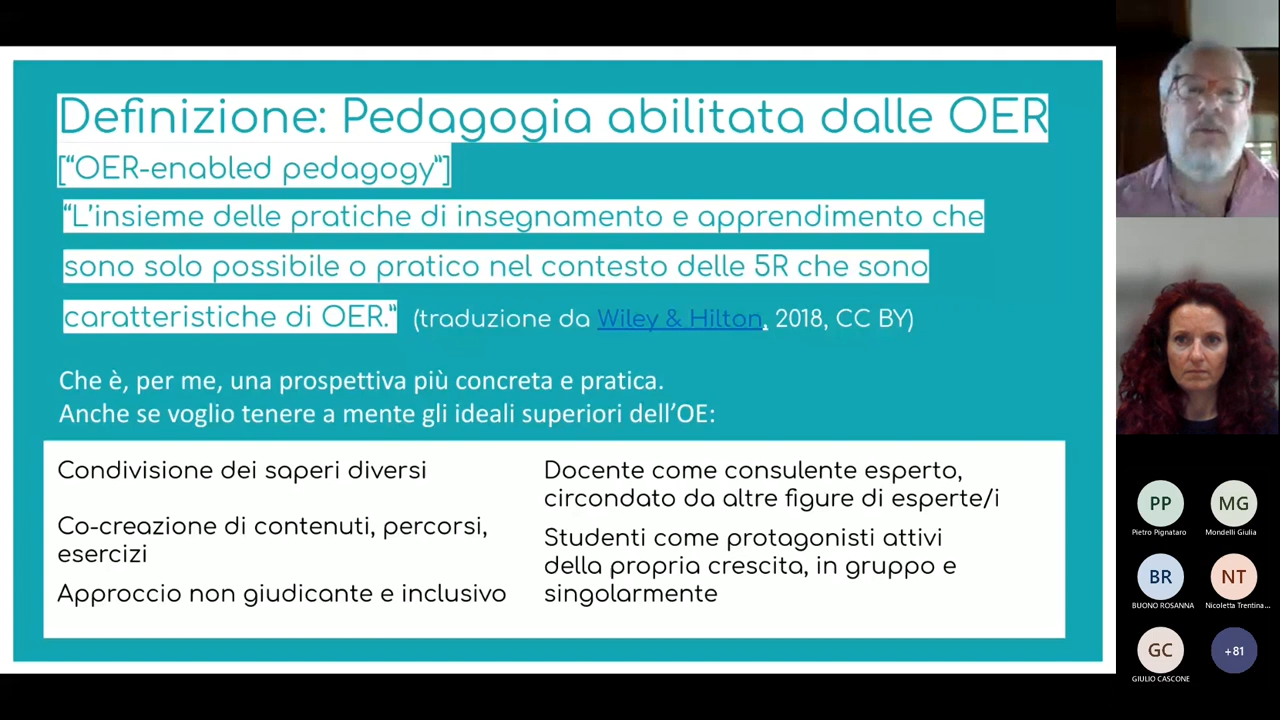 Definizione: Pedagogia abilitata dalle OER
[“OER-enabled pedagogy”]
“L’insieme delle pratiche di insegnamento e apprendimento che
sono solo possibile o pratico nel contesto delle 5R che sono
caratteristiche di OER.“ (traduzione da Wiley & Hilton, 2018, CC BY)
Che è, per me, una prospettiva più concreta e pratica.
Anche se voglio tenere a mente gli ideali superiori dell’OE:
Condivisione dei saperi diversi
Co-creazione di contenuti, percorsi,
esercizi
Approccio non giudicante e inclusivo
Docente come consulente esperto,
circondato da altre figure di esperte/i
Studenti come protagonisti attivi
della propria crescita, in gruppo e
singolarmente
PP MG
Pietro Pignataro Mondelli Giulia
BR NT
BUONO ROSANNA Nicoletta Trentina...
GC +81
GIULIO CASCONE